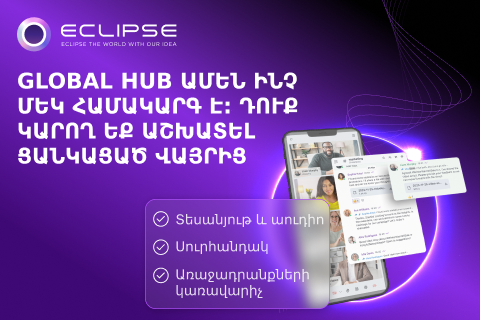 ECLIPSE
ECLIPSE THE WORLD WITH OUR IDEA
GLOBAL HUB ԱՄԵՆ ԻՆՉ
ՄԵԿ ՀԱՄԱԿԱՐԳ Է: ԴՈՒՔ
ԿԱՐՈՂ ԵՔ ԱՇԽԱՏԵԼ
ՑԱՆԿԱՑԱԾ ՎԱՅՐԻՑ
Տեսանյութ և աուդիո
Սուրհանդակ
Առաջադրանքների
կառավարիչ